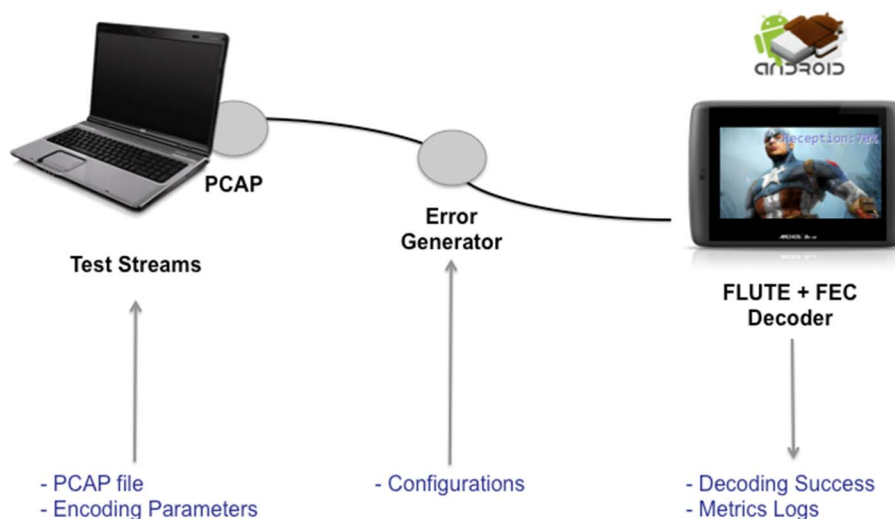 ANDROID
Reception:78%
PCAP
Error
Generator
Test Streams
ARCHOS
FLUTE + FEC
Decoder
- PCAP file
- Encoding Parameters
- Configurations
- Decoding Success
- Metrics Logs